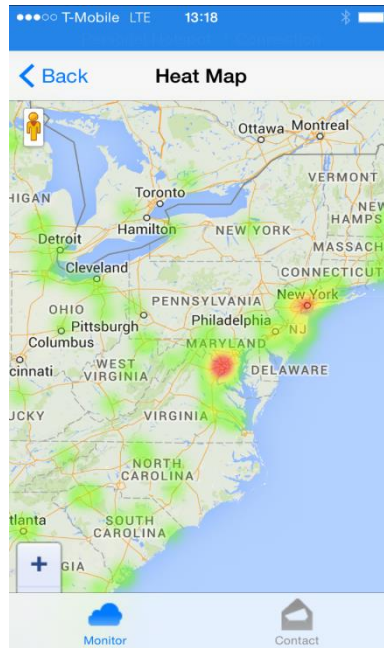 T-Mobile LTE 13:18
Back Heat Map
Ottawa Montreal
VERMONT
HIGAN Toronto NEW
Hamilton NEW YORK HAMPS
Detroit MASSACH
Cleveland CONNECTICUT
PENNSYLVANIA New York
OHIO Philadelphia
Pittsburgh NJ
Columbus MARYLAND
cinnati WEST DELAWARE
VIRGINIA
JCKY VIRGINIA
NORTH
CAROLINA
tlanta SOUTH
CAROLINA
+ GIA
Monitor Contact